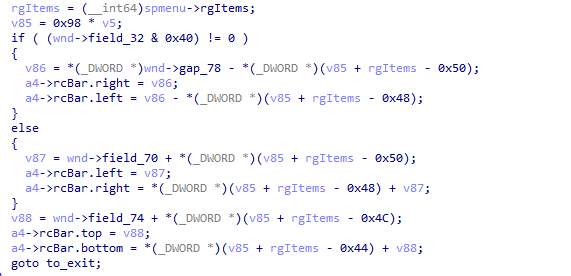 rgItems = (__int64)spmenu->rgItems;
v85 = 0x98 * v5;
if ( (wnd->field_32 & 0x40) != 0 )
{
v86 = *(_DWORD *)wnd->gap_78 - *(_DWORD *)(v85 + rgItems - 0x50);
a4->rcBar.right = v86;
a4->rcBar.left = v86 - *(_DWORD *)(v85 + rgItems - 0x48);
}
else
{
v87 = wnd->field_70 + *(_DWORD *)(v85 + rgItems - 0x50);
a4->rcBar.left = v87;
a4->rcBar.right = *(_DWORD *)(v85 + rgItems - 0x48) + v87;
}
v88 = wnd->field_74 + *(_DWORD *)(v85 + rgItems - 0x4C);
a4->rcBar.top = v88;
a4->rcBar.bottom = *(_DWORD *)(v85 + rgItems - 0x44) + v88;
goto to_exit;